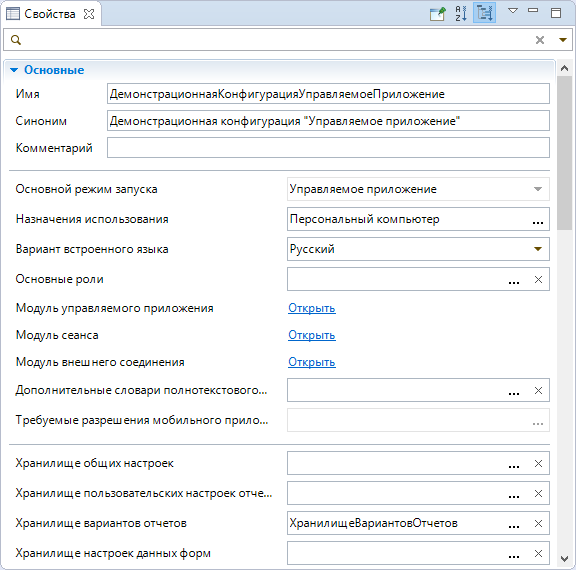 Свойства
Основные
Имя ДемонстрационнаяКонфигурацияУправляемоеПриложение
Синоним Демонстрационная конфигурация "Управляемое приложение"
Комментарий
Основной режим запуска Управляемое приложение
Назначения использования Персональный компьютер ...
Вариант встроенного языка Русский
Основные роли ...
Модуль управляемого приложения Открыть
Модуль сеанса Открыть
Модуль внешнего соединения Открыть
Дополнительные словари полнотекстового... ...
Требуемые разрешения мобильного прило... ...
Хранилище общих настроек ...
Хранилище пользовательских настроек отче... ...
Хранилище вариантов отчетов ХранилищеВариантовОтчетов ...
Хранилище настроек данных форм ...